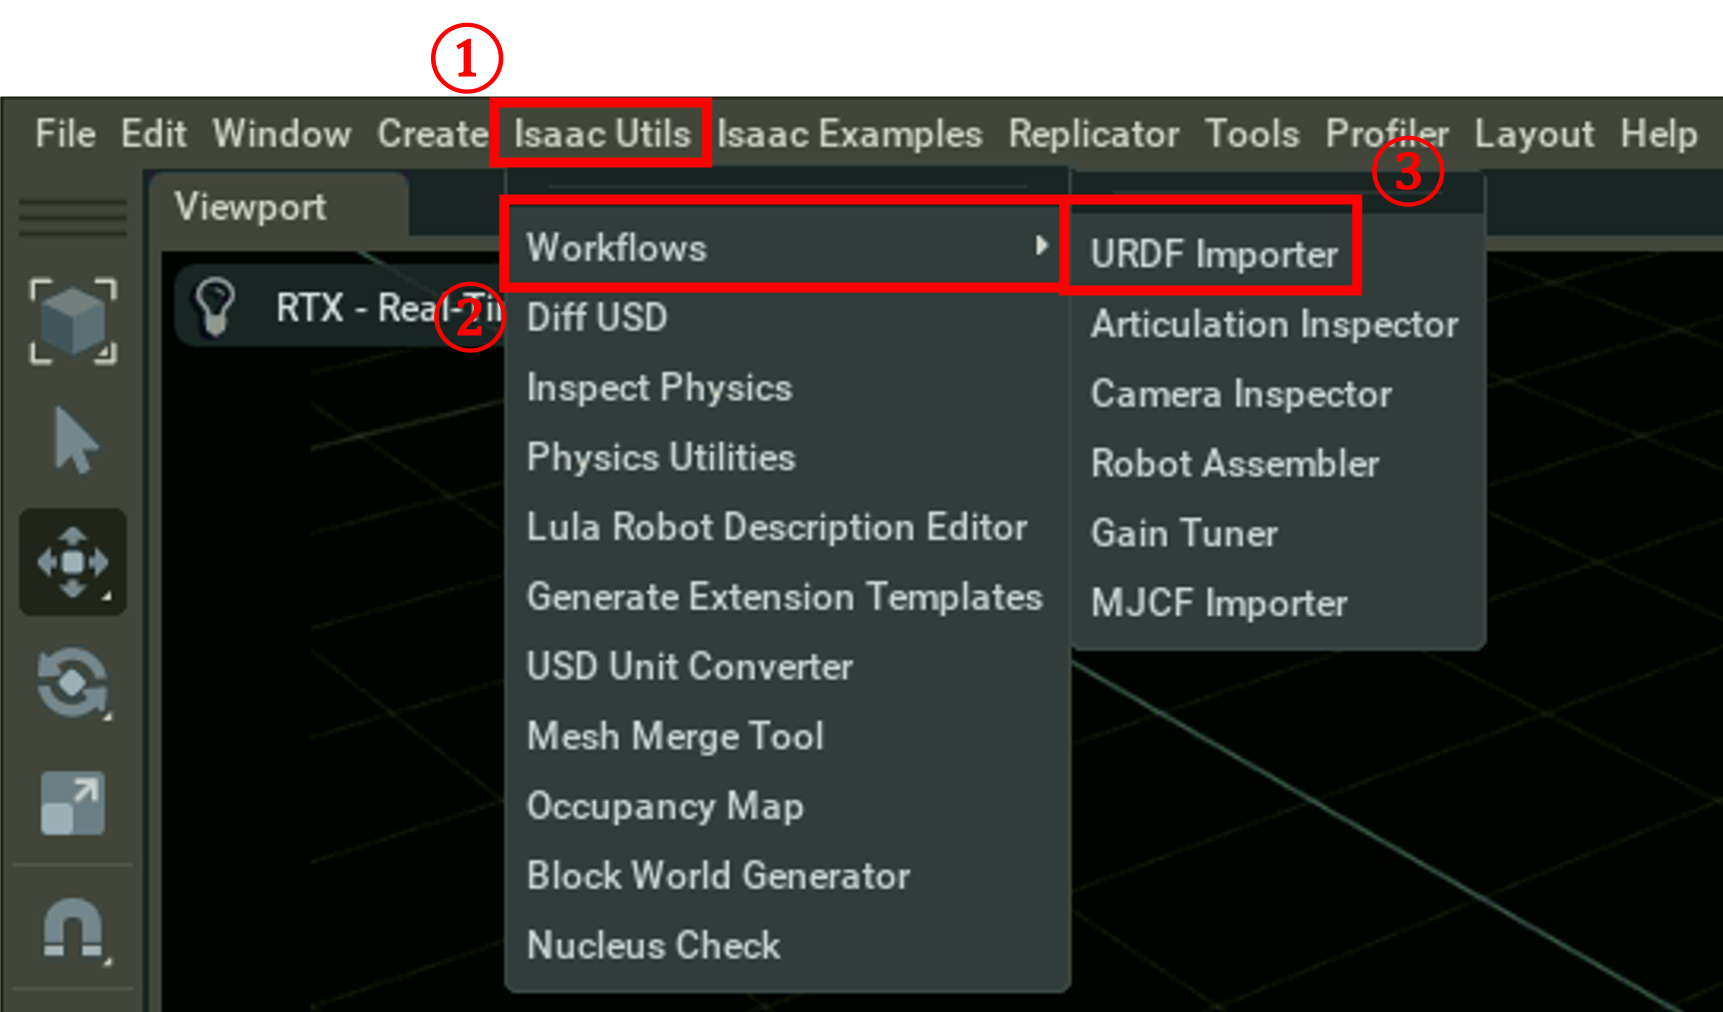 ①
File Edit Window Create Isaac Utils Isaac Examples Replicator Tools Profiler Layout Help
③
Viewport
Workflows
URDF Importer
RTX - Real-Ti
②
Diff USD
Articulation Inspector
Inspect Physics
Camera Inspector
Physics Utilities
Robot Assembler
Lula Robot Description Editor
Gain Tuner
Generate Extension Templates
MJCF Importer
USD Unit Converter
Mesh Merge Tool
Occupancy Map
Block World Generator
Nucleus Check